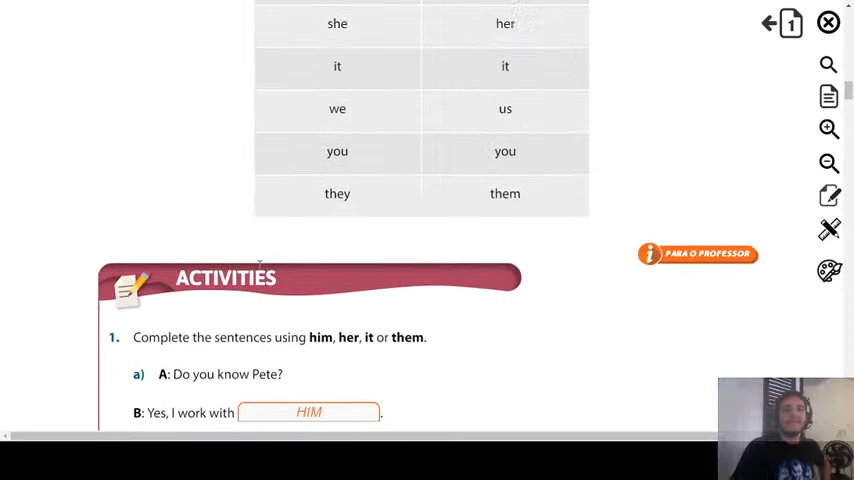 she her
it it
we us
you you
they them
1
PARA O PROFESSOR
ACTIVITIES
1. Complete the sentences using him, her, it or them.
a) A: Do you know Pete?
B: Yes, I work with HIM.